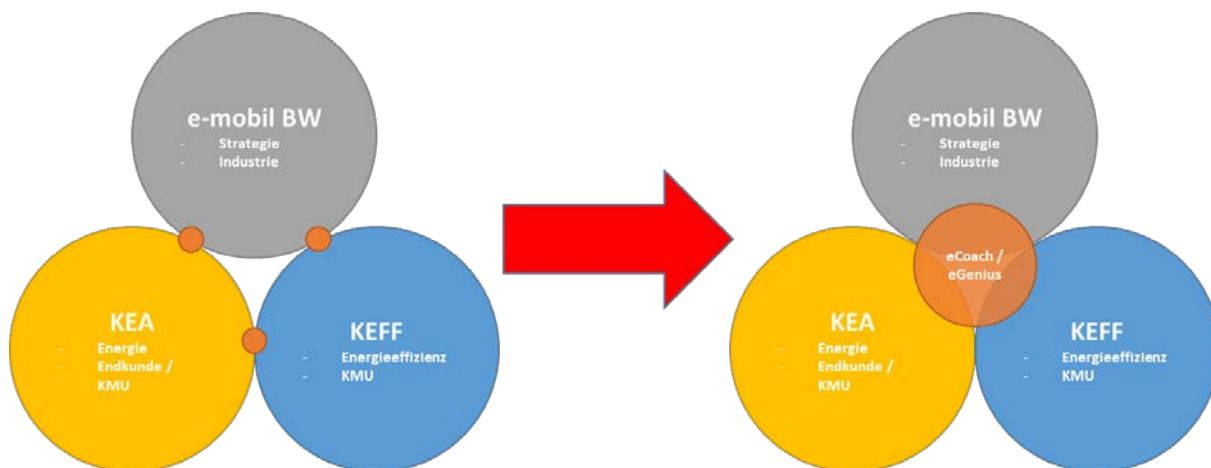 e-mobil BW
- Strategie
- Industrie
KEA
- Energie
- Endkunde /
KMU
KEFF
- Energieeffizienz
- KMU
e-mobil BW
- Strategie
- Industrie
eCoach /
eGenius
KEA
- Energie
- Endkunde /
KMU
KEFF
- Energieeffizienz
- KMU